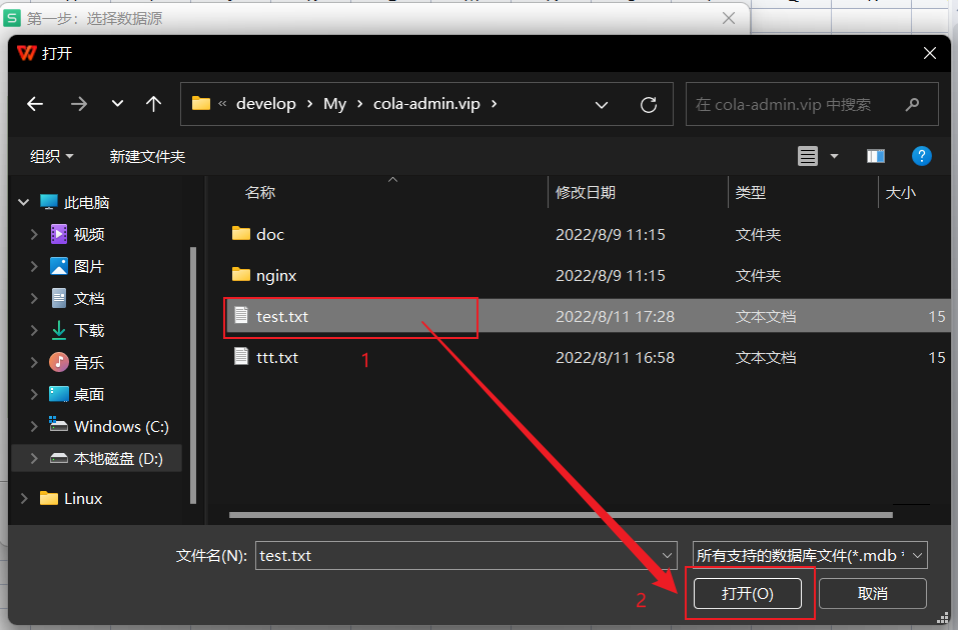 S 第一步：选择数据源
打开
« develop › My › cola-admin.vip ›
在 cola-admin.vip 中搜索
组织 新建文件夹
?
名称 修改日期 类型 大小
此电脑
视频
图片
文档
下载
音乐
桌面
Windows (C:)
本地磁盘 (D:)
Linux
doc 2022/8/9 11:15 文件夹
nginx 2022/8/9 11:15 文件夹
test.txt 2022/8/11 17:28 文本文档 15
ttt.txt 2022/8/11 16:58 文本文档 15
1
文件名(N): test.txt
所有支持的数据库文件(*.mdb
2
打开(O) 取消